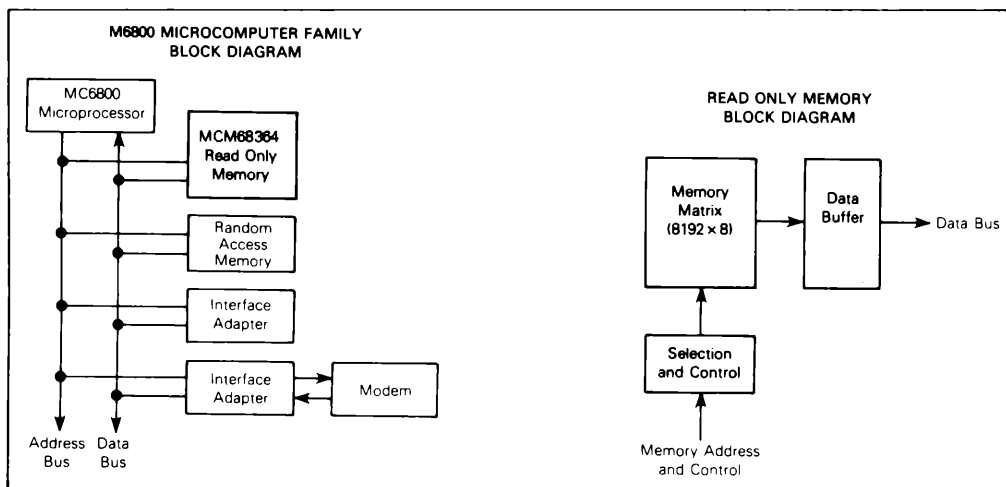 M6800 MICROCOMPUTER FAMILY
BLOCK DIAGRAM
MC6800
Microprocessor
MCM68364
Read Only
Memory
Random
Access
Memory
Interface
Adapter
Interface
Adapter
Modem
Address
Bus
Data
Bus
READ ONLY MEMORY
BLOCK DIAGRAM
Memory
Matrix
(8192 × 8)
Data
Buffer
Data Bus
Selection
and Control
Memory Address
and Control